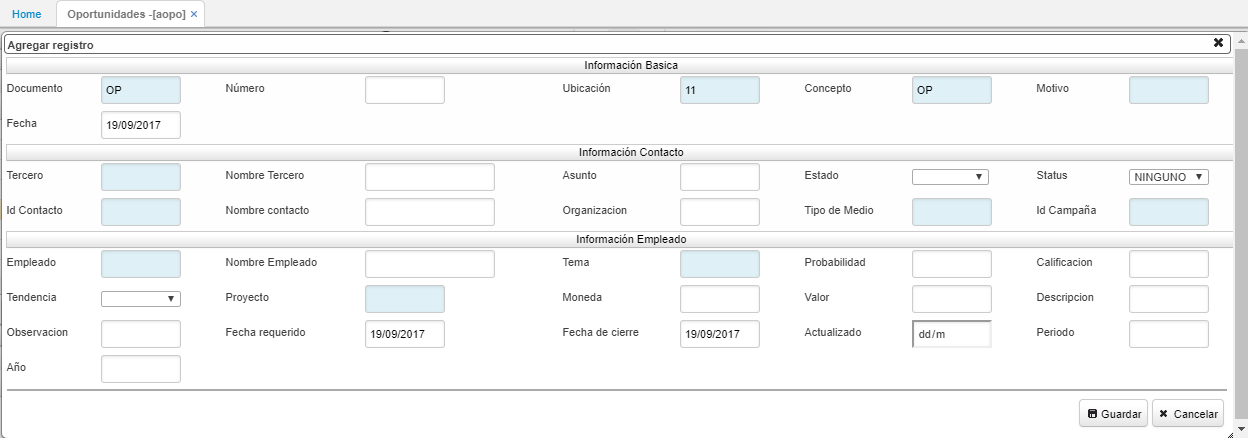 Home Oportunidades -[aopo] ×
Agregar registro
Información Basica
Documento OP Número Ubicación 11 Concepto OP Motivo
Fecha 19/09/2017
Información Contacto
Tercero Nombre Tercero Asunto Estado Status NINGUNO
Id Contacto Nombre contacto Organizacion Tipo de Medio Id Campaña
Información Empleado
Empleado Nombre Empleado Tema Probabilidad Calificacion
Tendencia Proyecto Moneda Valor Descripcion
Observacion Fecha requerido 19/09/2017 Fecha de cierre 19/09/2017 Actualizado dd/m Periodo
Año
Guardar Cancelar